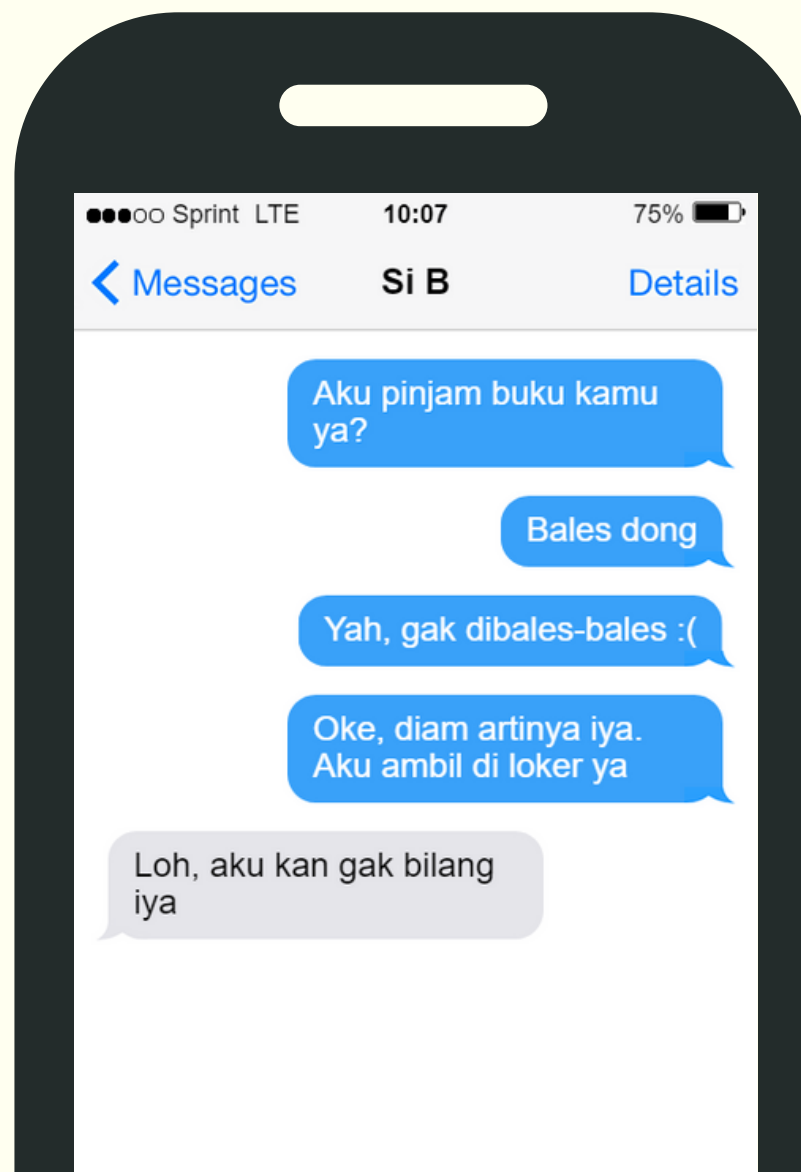 Sprint LTE 10:07 75%
Messages Si B Details
Aku pinjam buku kamu
ya?
Bales dong
Yah, gak dibales-bales :(
Oke, diam artinya iya.
Aku ambil di loker ya
Loh, aku kan gak bilang
iya